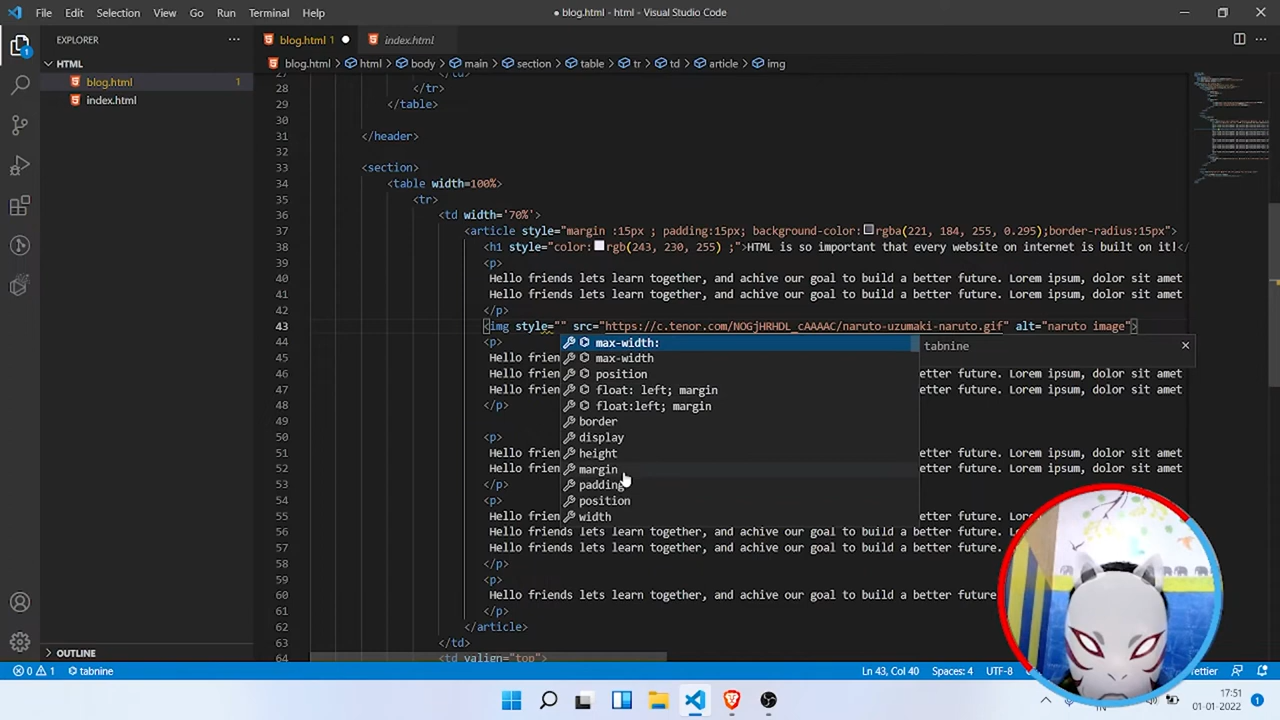 File Edit Selection View Go Run Terminal Help
● blog.html - html - Visual Studio Code
EXPLORER
HTML
blog.html 1
index.html
OUTLINE
blog.html 1 ●
index.html
blog.html > html > body > main > section > table > tr > td > article > img
28 </tr>
29 </table>
30
31 </header>
32
33 <section>
34 <table width=100%>
35 <tr>
36 <td width='70%'>
37 <article style="margin :15px ; padding:15px; background-color:rgba(221, 184, 255, 0.295);border-radius:15px">
38 <h1 style="color:rgb(243, 230, 255) ;">HTML is so important that every website on internet is built on it!</
39 <p>
40 Hello friends lets learn together, and achive our goal to build a better future. Lorem ipsum, dolor sit amet
41 Hello friends lets learn together, and achive our goal to build a better future. Lorem ipsum, dolor sit amet
42 </p>
43 <img style="" src="https://c.tenor.com/NOGjHRHDL_cAAAAC/naruto-uzumaki-naruto.gif" alt="naruto image">
44 <p>
45 Hello frien
46 Hello frien etter future. Lorem ipsum, dolor sit amet
47 Hello frien etter future. Lorem ipsum, dolor sit amet
48 </p>
49
50 <p>
51 Hello frien etter future. Lorem ipsum, dolor sit amet
52 Hello frien etter future. Lorem ipsum, dolor sit amet
53 </p>
54 <p>
55 Hello frien etter future. Lor
56 Hello friends lets learn together, and achive our goal to build a better future. Lo
57 Hello friends lets learn together, and achive our goal to build a better future.
58 </p>
59 <p>
60 Hello friends lets learn together, and achive our goal to build a better future.
61 </p>
62 </article>
63 </td>
64 <td valign="top">
max-width:
max-width
position
float: left; margin
float:left; margin
border
display
height
margin
padding
position
width
tabnine
0 1 tabnine
Ln 43, Col 40 Spaces: 4 UTF-8 rettier
17:51
01-01-2022